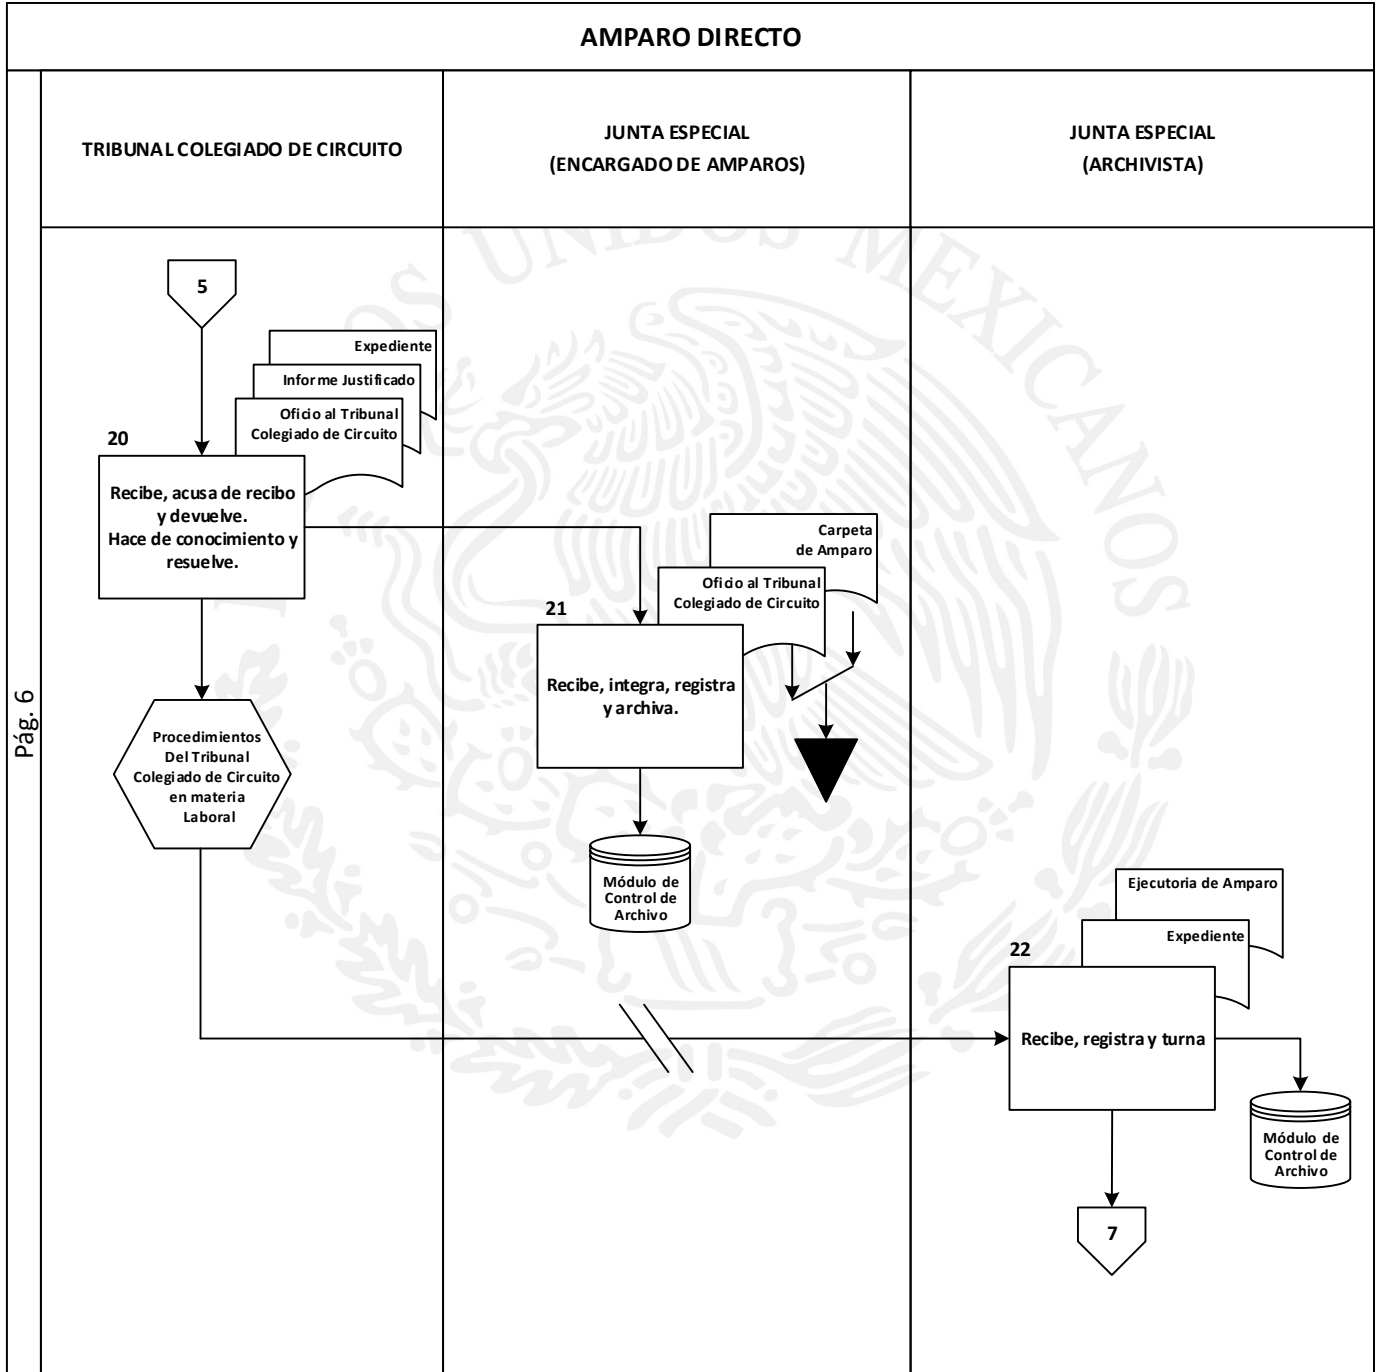 AMPARO DIRECTO
Pág. 6
TRIBUNAL COLEGIADO DE CIRCUITO
JUNTA ESPECIAL
(ENCARGADO DE AMPAROS)
JUNTA ESPECIAL
(ARCHIVISTA)
UNIDOS MEXICANOS
5
Expediente
Informe Justificado
Oficio al Tribunal
Colegiado de Circuito
20
Recibe, acusa de recibo
y devuelve.
Hace de conocimiento y
resuelve.
Procedimientos
Del Tribunal
Colegiado de Circuito
en materia
Laboral
Carpeta
de Amparo
Oficio al Tribunal
Colegiado de Circuito
21
Recibe, integra, registra
y archiva.
Módulo de
Control de
Archivo
Ejecutoria de Amparo
Expediente
22
Recibe, registra y turna
Módulo de
Control de
Archivo
7